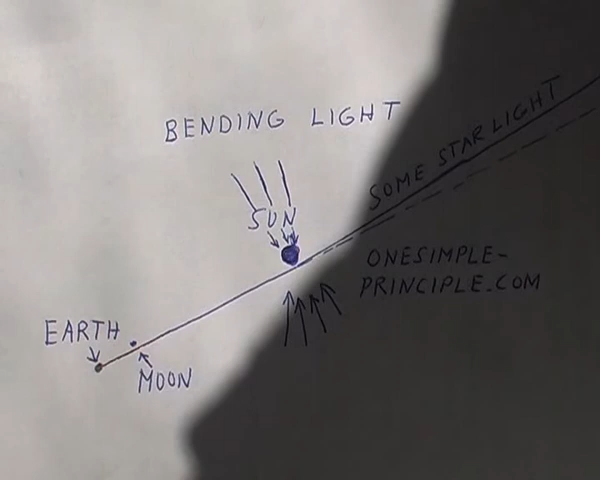 BENDING LIGHT
SOME STAR LIGHT
SUN
ONESIMPLE-
PRINCIPLE.COM
EARTH
MOON